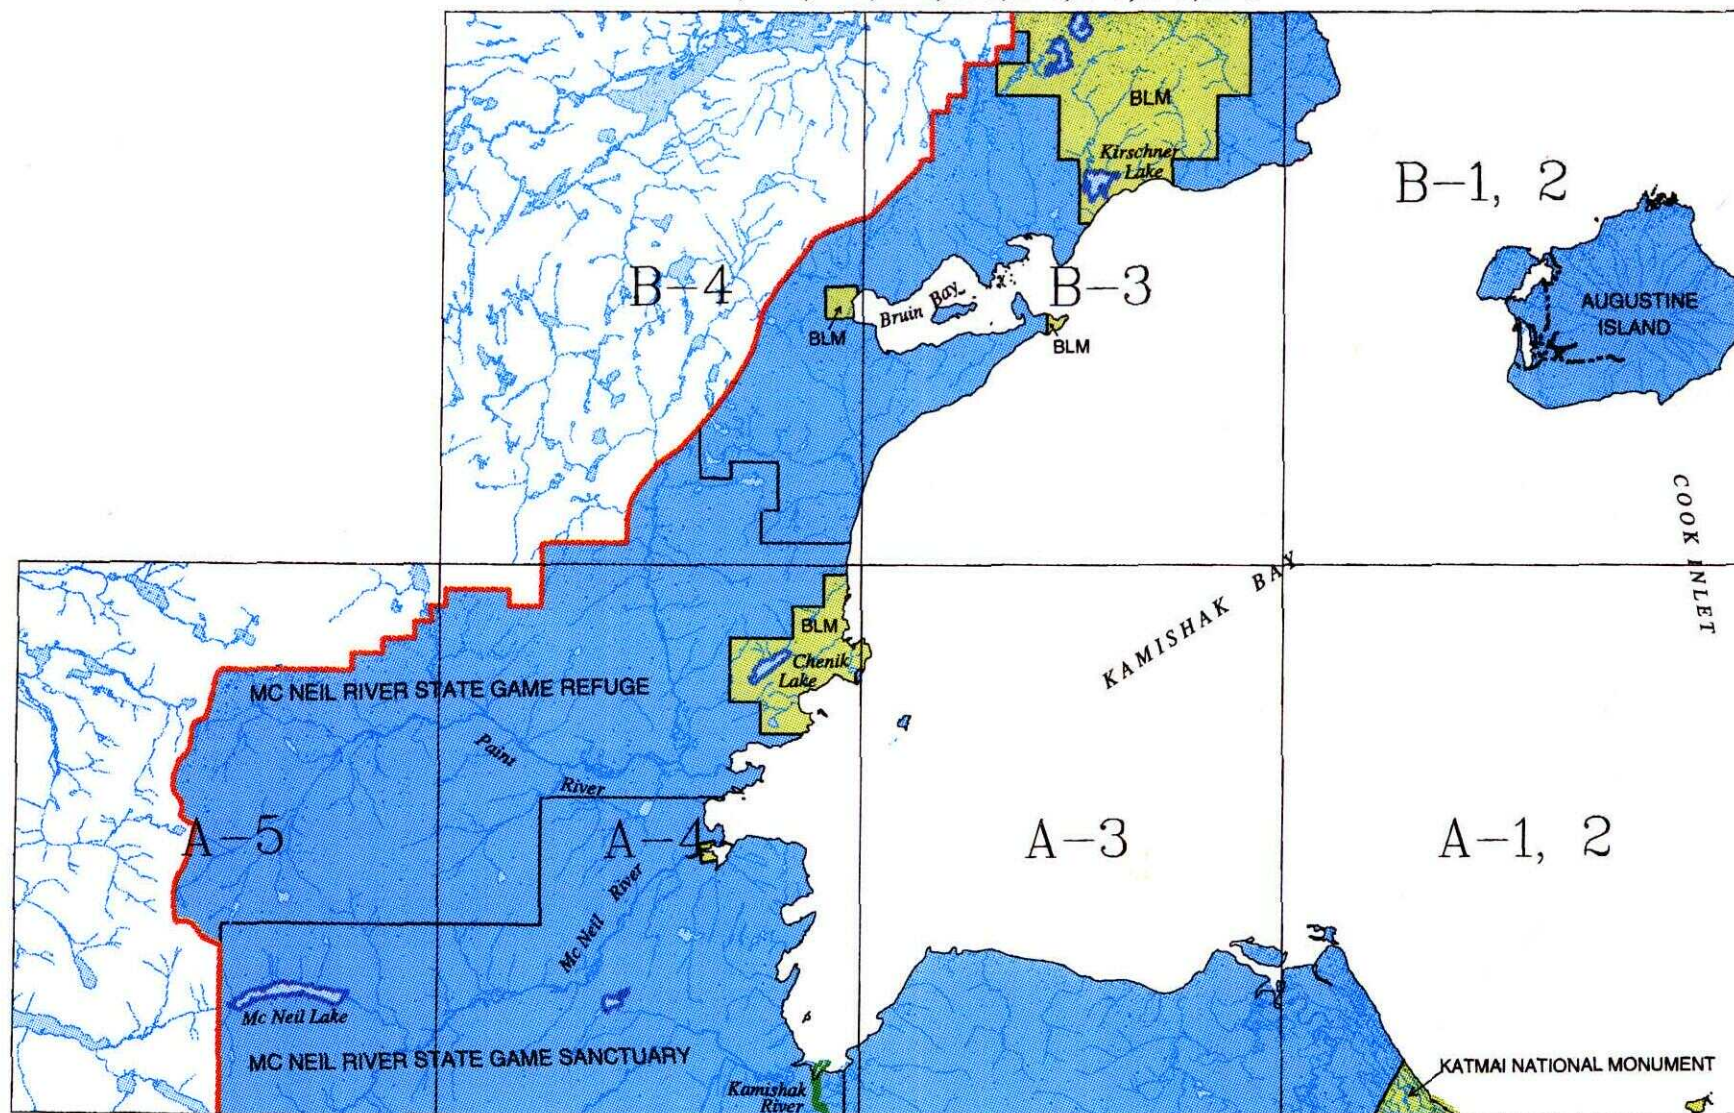 BLM
Kirschner
Lake
B-1, 2
B-4
Bruin Bay
B-3
BLM
BLM
AUGUSTINE
ISLAND
COOK INLET
KAMISHAK BAY
BLM
Chenik
Lake
MC NEIL RIVER STATE GAME REFUGE
Paint
River
A-5
A-4
A-3
A-1, 2
Mc Neil River
Mc Neil Lake
MC NEIL RIVER STATE GAME SANCTUARY
KATMAI NATIONAL MONUMENT
Kamishak
River